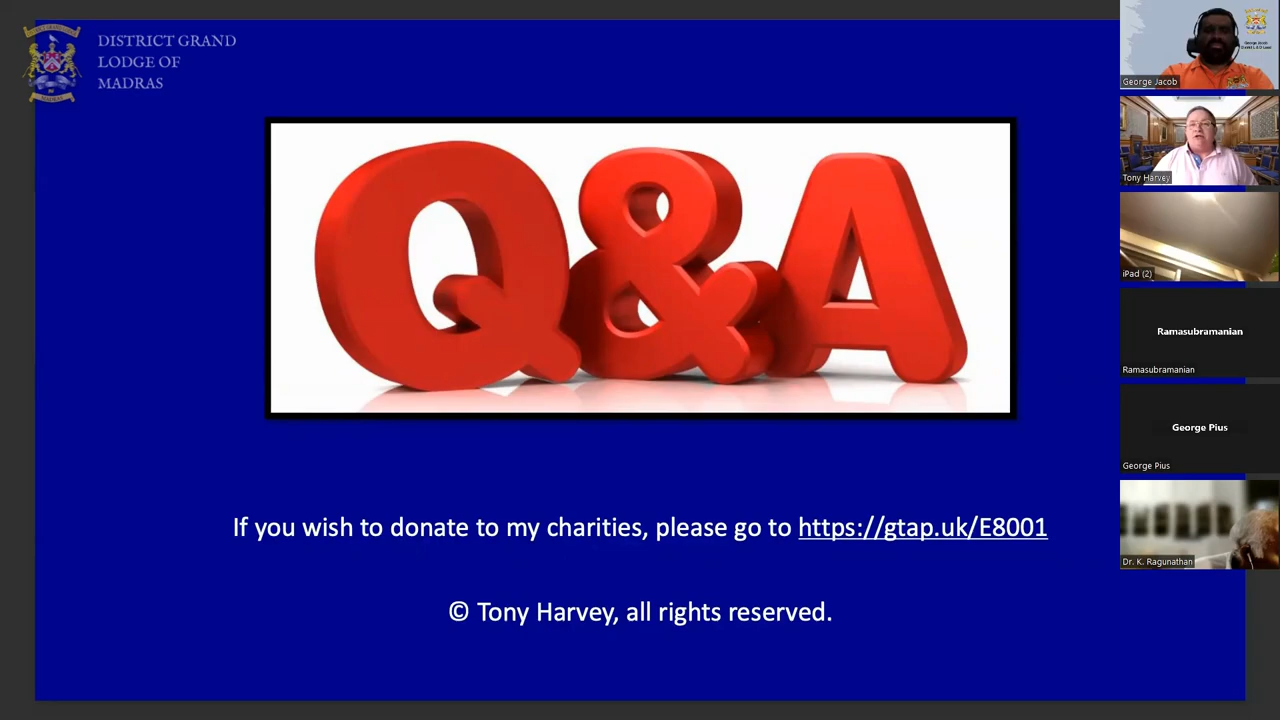 DISTRICT GRAND
LODGE OF
MADRAS
Q&A
If you wish to donate to my charities, please go to https://gtap.uk/E8001
© Tony Harvey, all rights reserved.
George Jacob
Tony Harvey
iPad (2)
Ramasubramanian
Ramasubramanian
George Pius
George Pius
Dr. K. Ragunathan